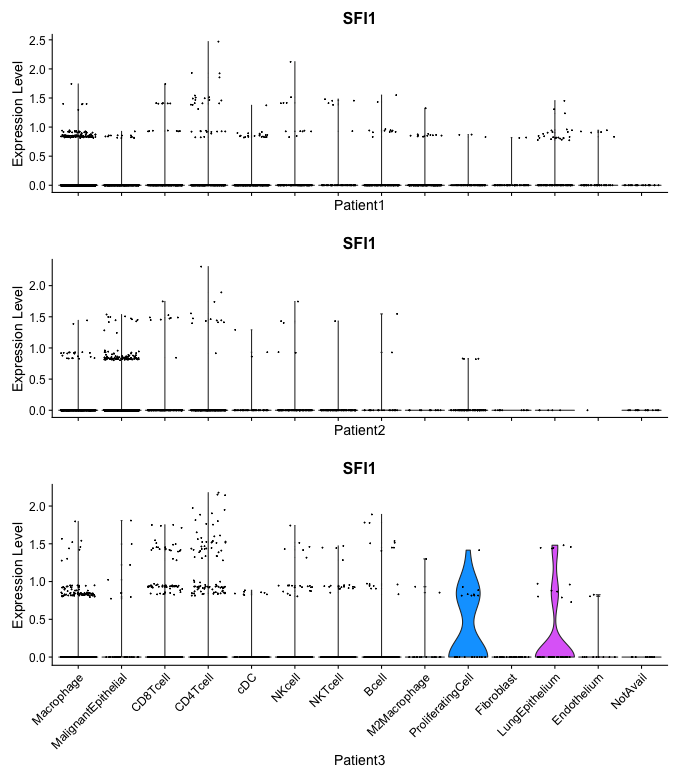 SFI1
Expression Level
2.5
2.0
1.5
1.0
0.5
0.0
Patient1
SFI1
Expression Level
2.0
1.5
1.0
0.5
0.0
Patient2
SFI1
Expression Level
2.0
1.5
1.0
0.5
0.0
Macrophage
MalignantEpithelial
CD8Tcell
CD4Tcell
cDC
NKcell
NKTcell
Bcell
M2Macrophage
ProliferatingCell
Fibroblast
LungEpithelium
Endothelium
NotAvail
Patient3